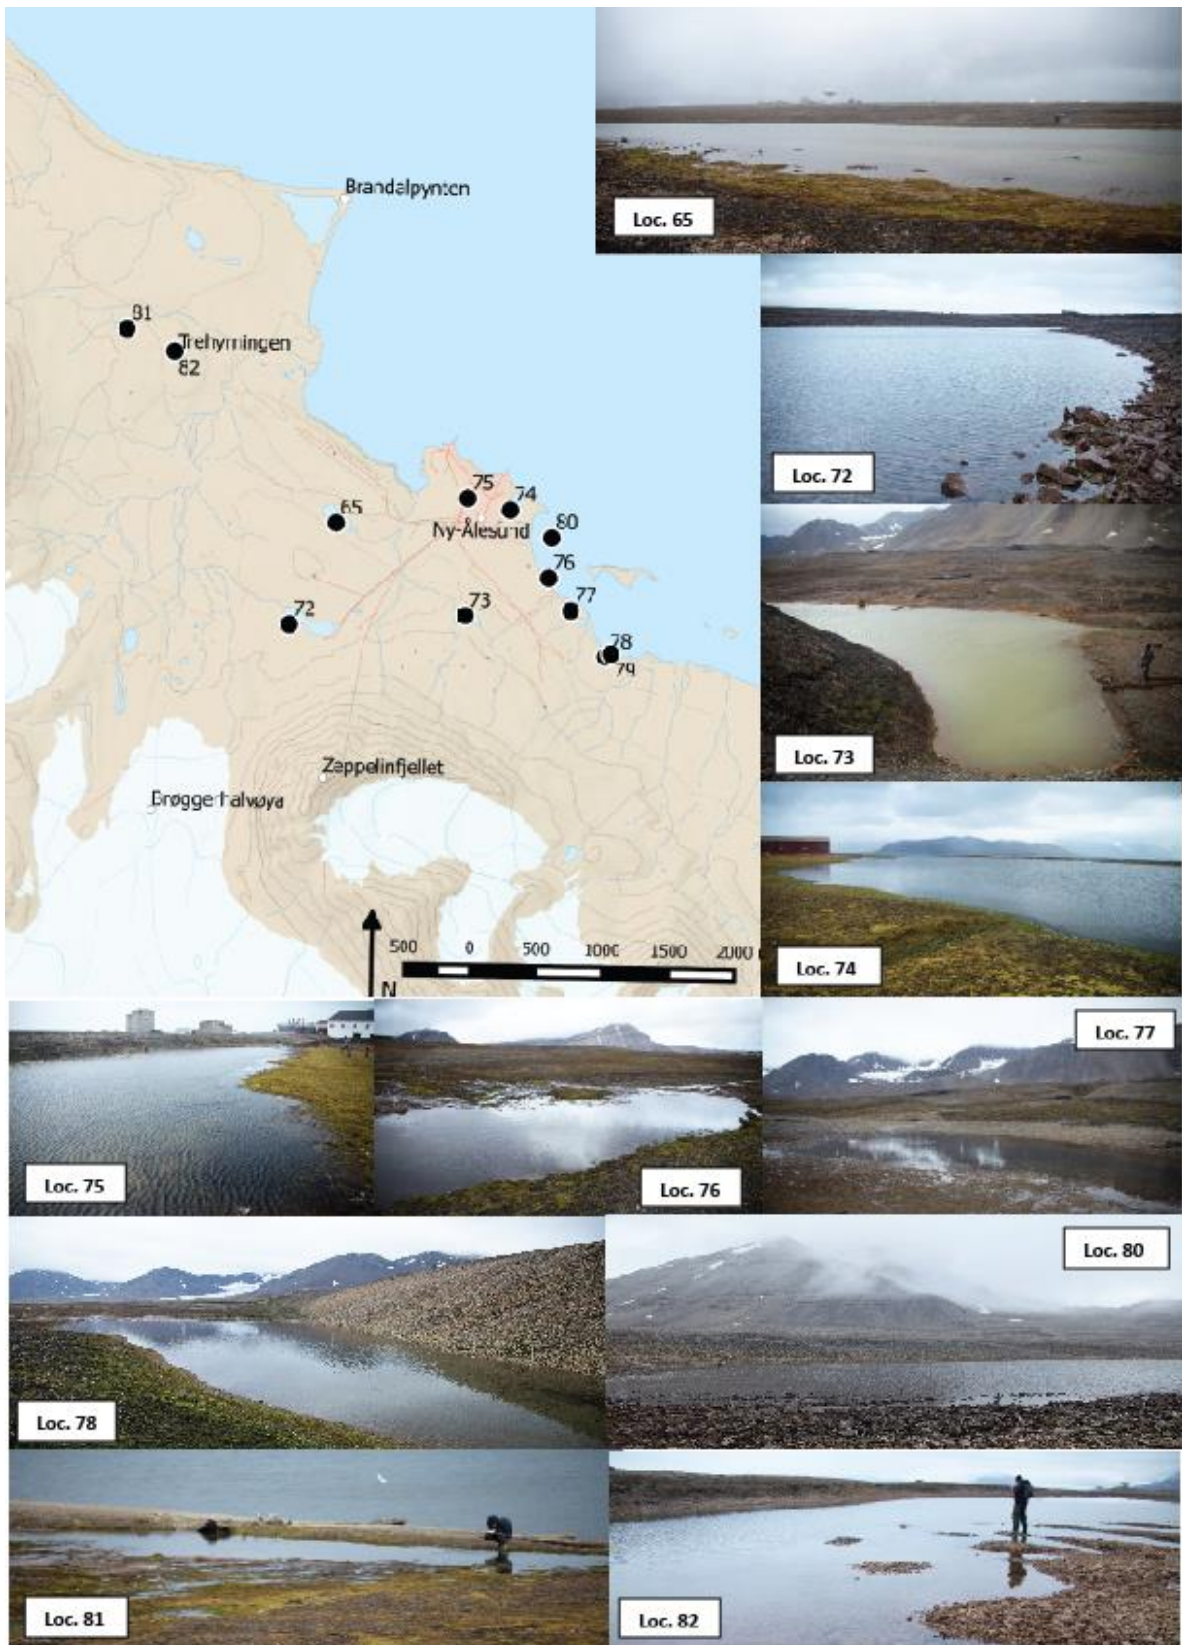 Brandalpynten
Loc. 65
81
Trehyrningen
82
Loc. 72
75
74
65
Ny-Ålesund
80
76
72
73
77
78
79
Loc. 73
Zeppelinfjellet
Brøggerhalvøya
500 0 500 1000 1500 2000
N
Loc. 74
Loc. 75
Loc. 76
Loc. 77
Loc. 78
Loc. 80
Loc. 81
Loc. 82